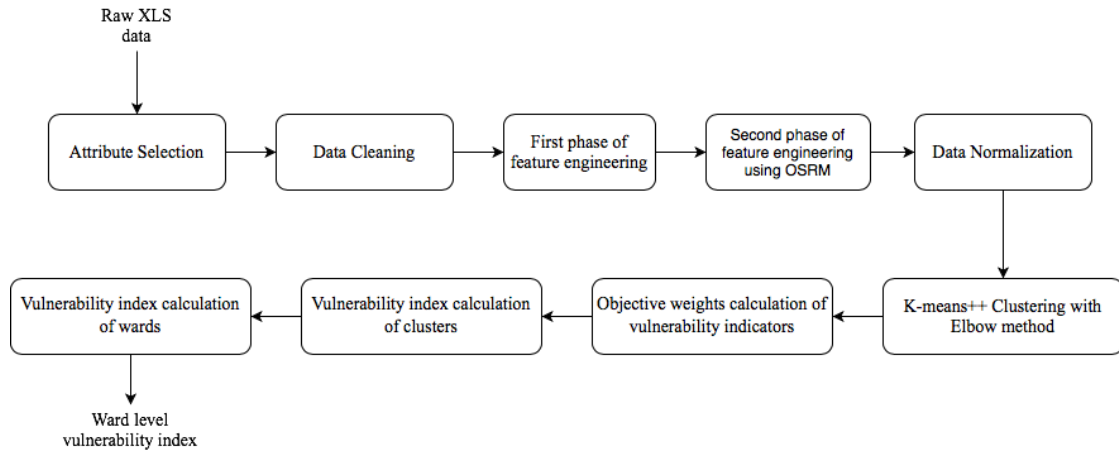 Raw XLS
data
Attribute Selection
Data Cleaning
First phase of
feature engineering
Second phase of
feature engineering
using OSRM
Data Normalization
K-means++ Clustering with
Elbow method
Objective weights calculation of
vulnerability indicators
Vulnerability index calculation
of clusters
Vulnerability index calculation
of wards
Ward level
vulnerability index